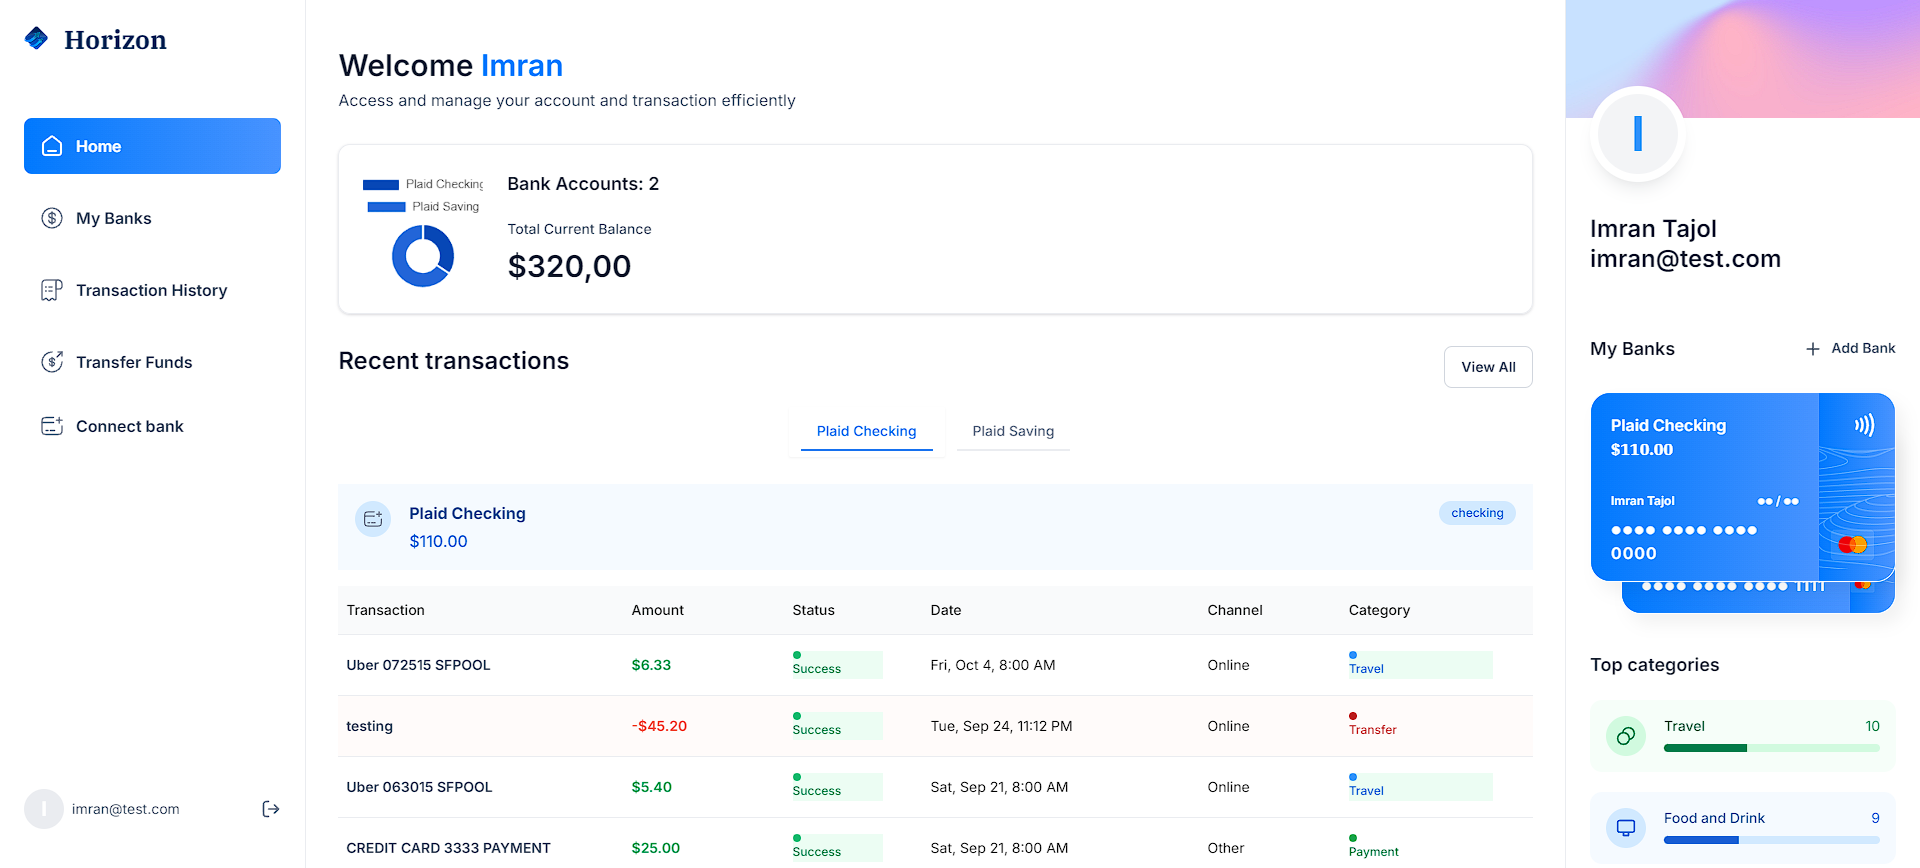 Horizon
Home
My Banks
Transaction History
Transfer Funds
Connect bank
I
imran@test.com
Welcome Imran
Access and manage your account and transaction efficiently
Plaid Checking
Plaid Saving
Bank Accounts: 2
Total Current Balance
$320,00
Recent transactions
View All
Plaid Checking
Plaid Saving
Plaid Checking
$110.00
checking
Transaction Amount Status Date Channel Category
Uber 072515 SFPOOL $6.33 Success Fri, Oct 4, 8:00 AM Online Travel
testing -$45.20 Success Tue, Sep 24, 11:12 PM Online Transfer
Uber 063015 SFPOOL $5.40 Success Sat, Sep 21, 8:00 AM Online Travel
CREDIT CARD 3333 PAYMENT $25.00 Success Sat, Sep 21, 8:00 AM Other Payment
I
Imran Tajol
imran@test.com
My Banks
+ Add Bank
Plaid Checking
$110.00
Imran Tajol ●● / ●●
●●●● ●●●● ●●●●
0000
●●●● ●●●● ●●●● 1111
Top categories
Travel 10
Food and Drink 9